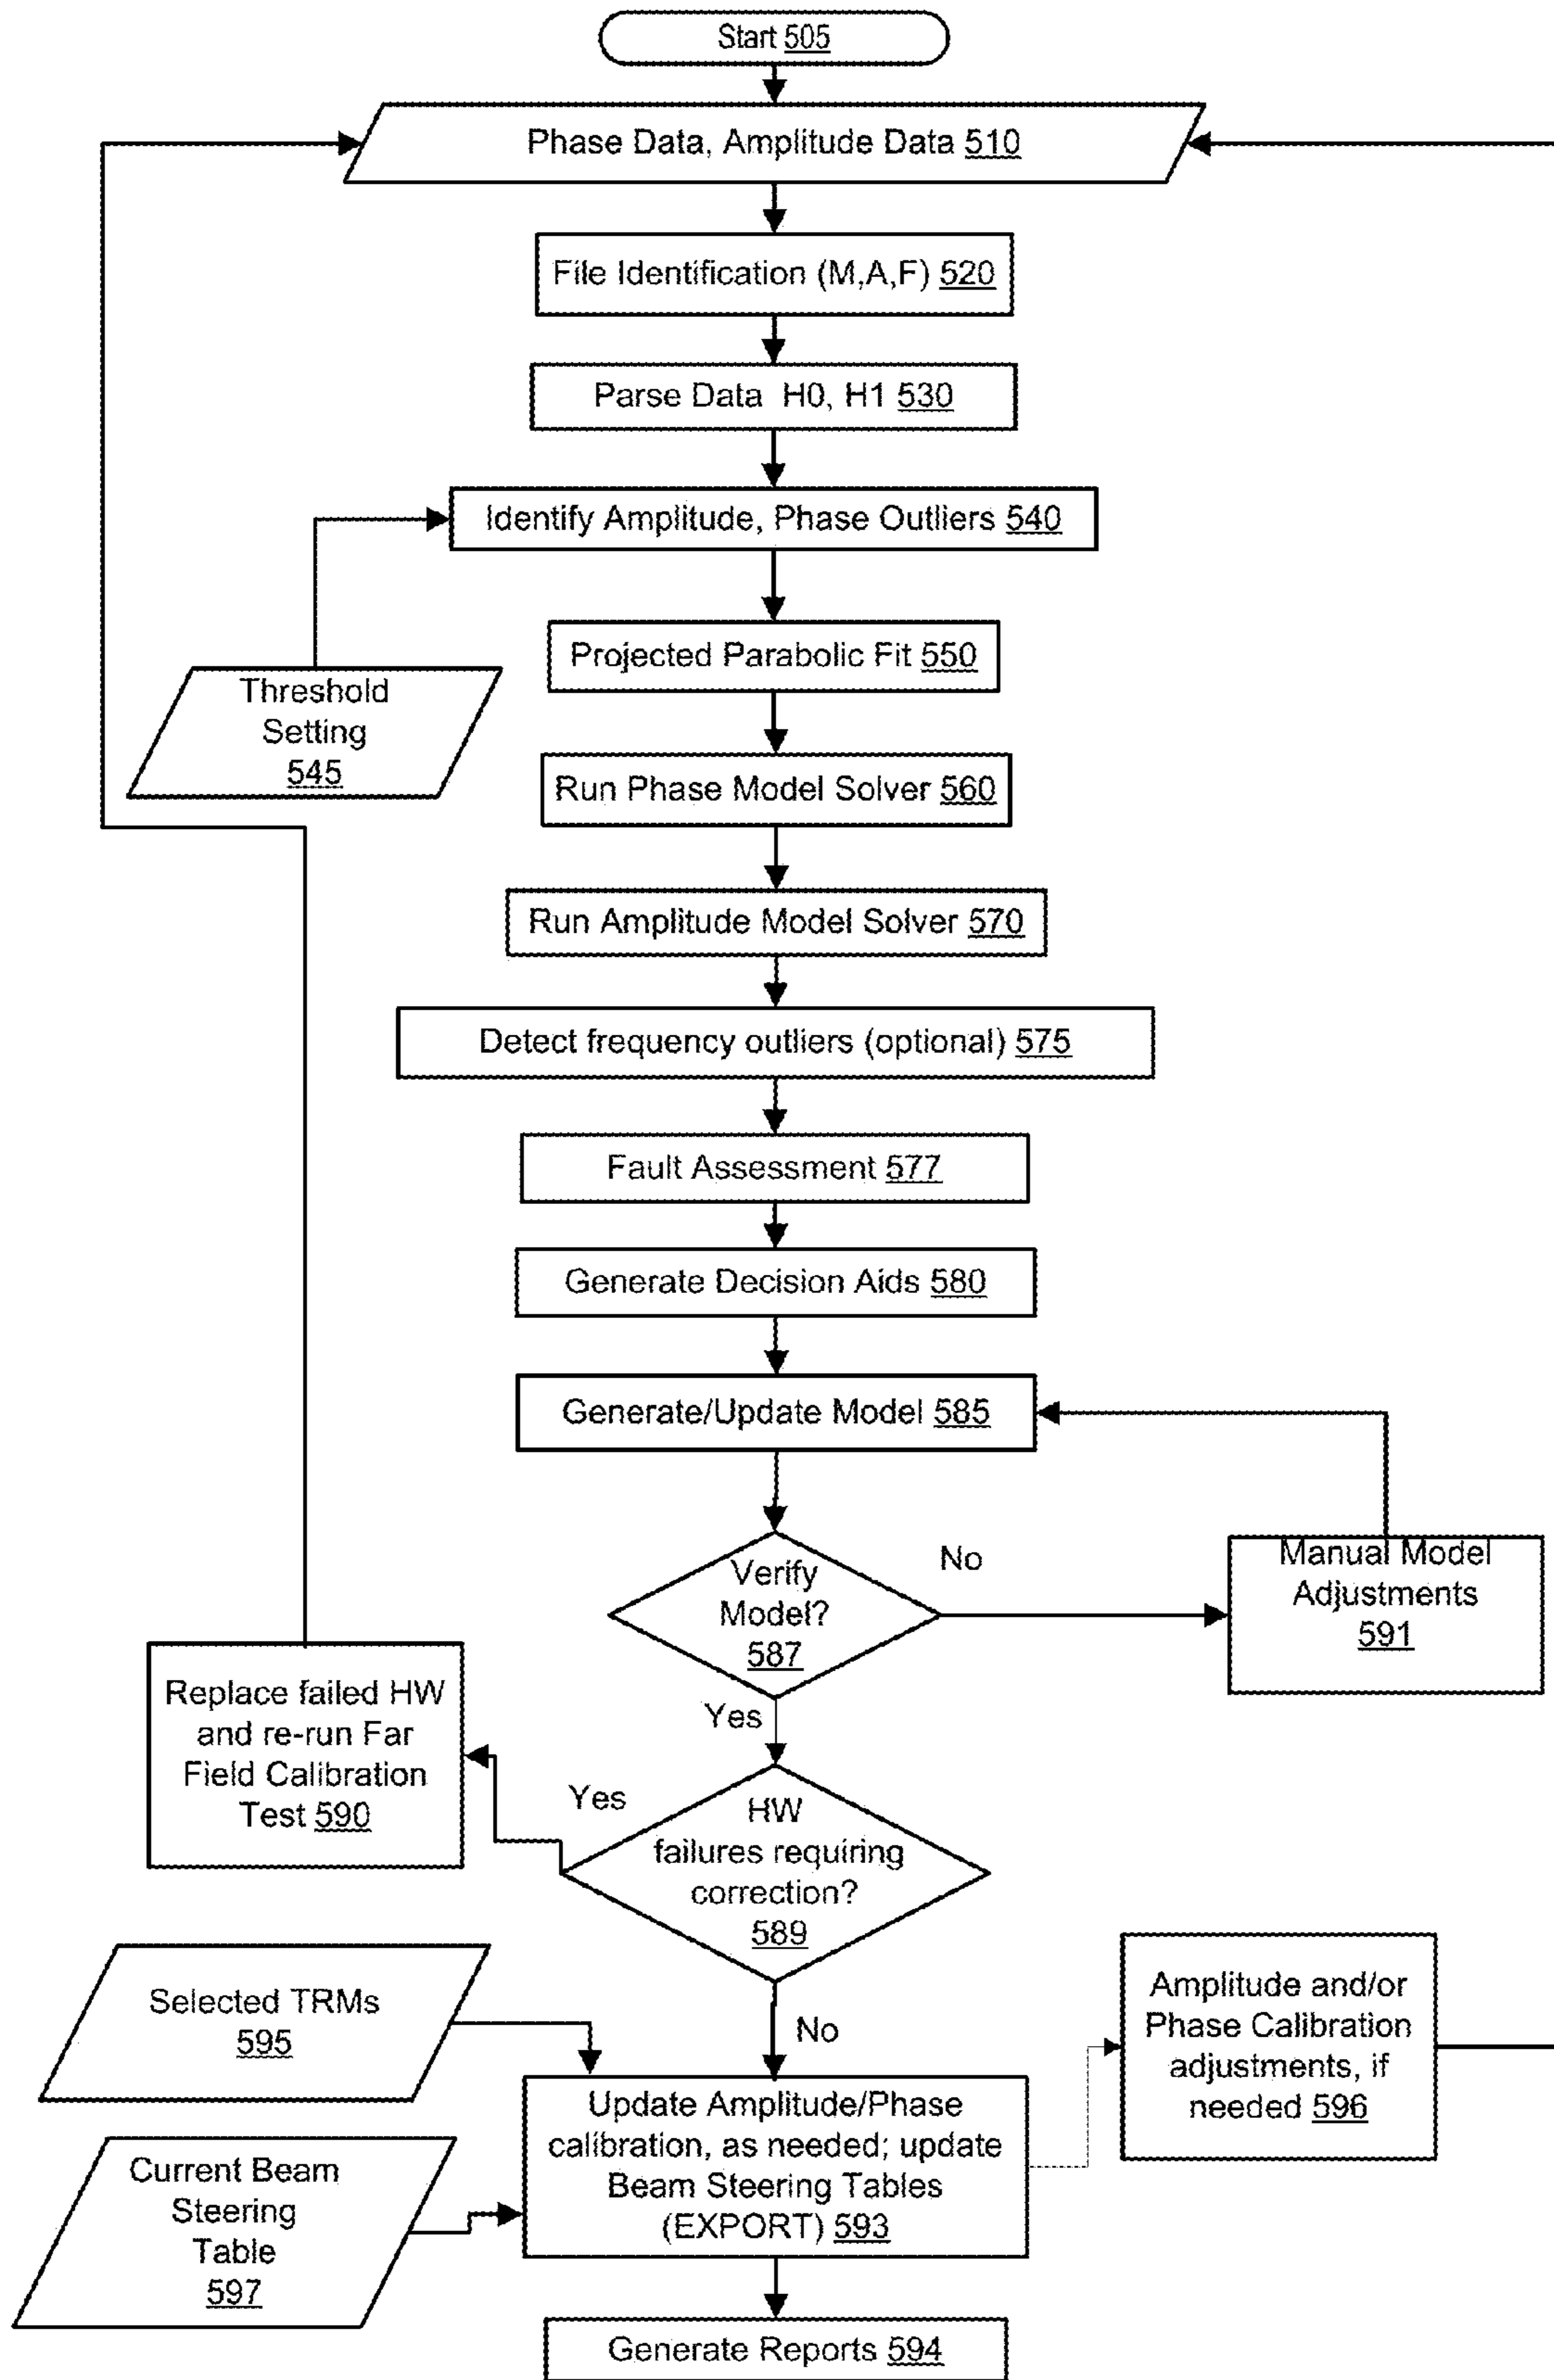 Start 505
Phase Data, Amplitude Data 510
File Identification (M,A,F) 520
Parse Data H0, H1 530
Identify Amplitude, Phase Outliers 540
Projected Parabolic Fit 550
Threshold
Setting
545
Run Phase Model Solver 560
Run Amplitude Model Solver 570
Detect frequency outliers (optional) 575
Fault Assessment 577
Generate Decision Aids 580
Generate/Update Model 585
Verify
Model?
587
No
Manual Model
Adjustments
591
Yes
Replace failed HW
and re-run Far
Field Calibration
Test 590
Yes
HW
failures requiring
correction?
589
No
Selected TRMs
595
Amplitude and/or
Phase Calibration
adjustments, if
needed 596
Update Amplitude/Phase
calibration, as needed; update
Beam Steering Tables
(EXPORT) 593
Current Beam
Steering
Table
597
Generate Reports 594